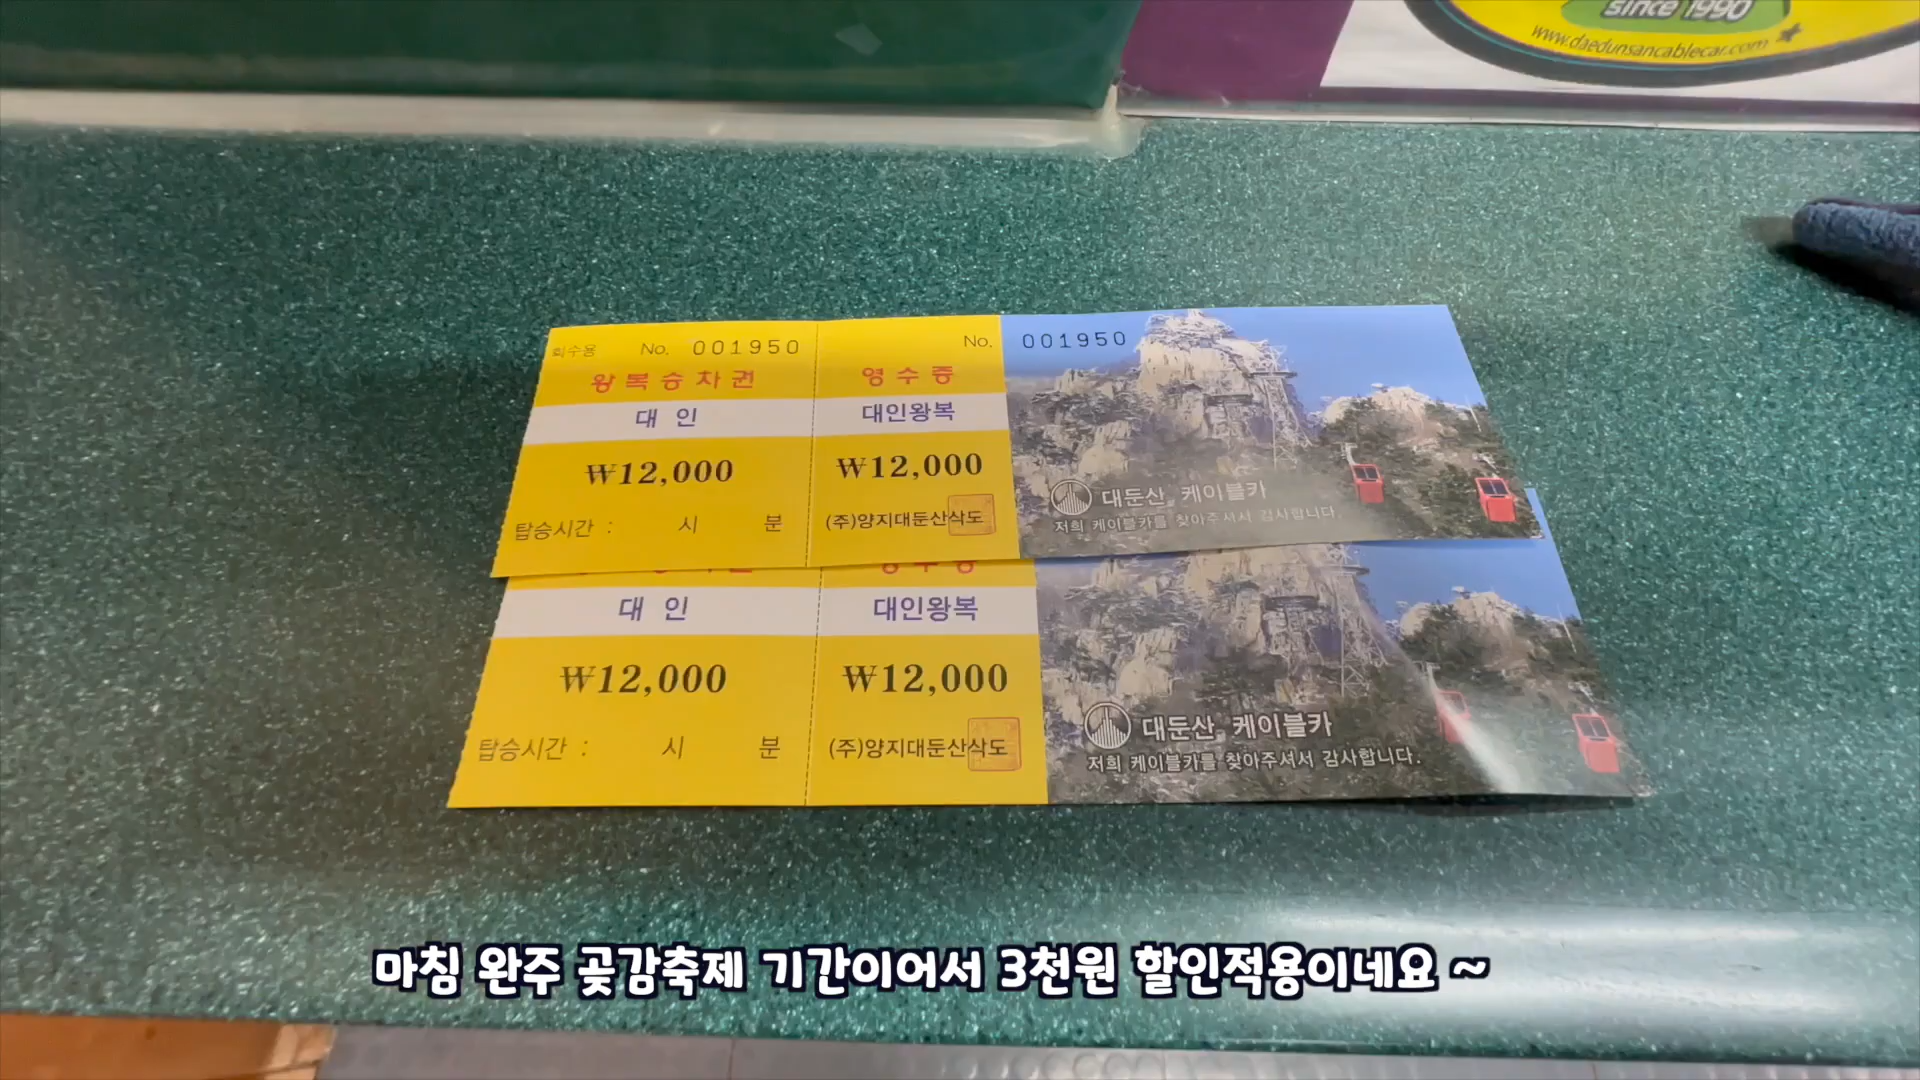 since 1990
www.daedunsancablecar.com
회수용 No. 001950
왕복승차권
대 인
₩12,000
탑승시간 : 시 분
No. 001950
영수증
대인왕복
₩12,000
(주)양지대둔산삭도
대둔산 케이블카
저희 케이블카를 찾아주셔서 감사합니다.
대 인
₩12,000
탑승시간 : 시 분
영수증
대인왕복
₩12,000
(주)양지대둔산삭도
대둔산 케이블카
저희 케이블카를 찾아주셔서 감사합니다.
마침 완주 곶감축제 기간이어서 3천원 할인적용이네요 ~